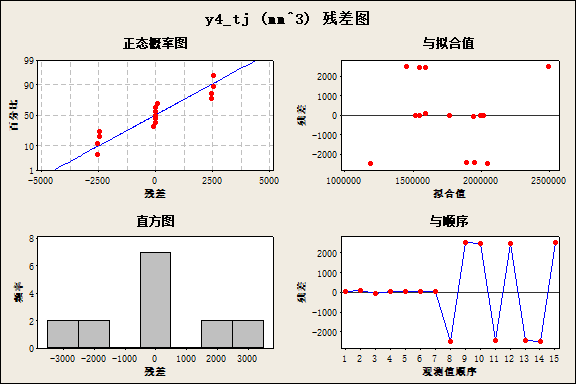 y4_tj (mm^3) 残差图
正态概率图
百分比
99
90
50
10
1
-5000 -2500 0 2500 5000
残差
与拟合值
残差
2000
1000
0
-1000
-2000
1000000 1500000 2000000 2500000
拟合值
直方图
频率
8
6
4
2
0
-3000 -2000 -1000 0 1000 2000 3000
残差
与顺序
残差
2000
1000
0
-1000
-2000
1 2 3 4 5 6 7 8 9 10 11 12 13 14 15
观测值顺序